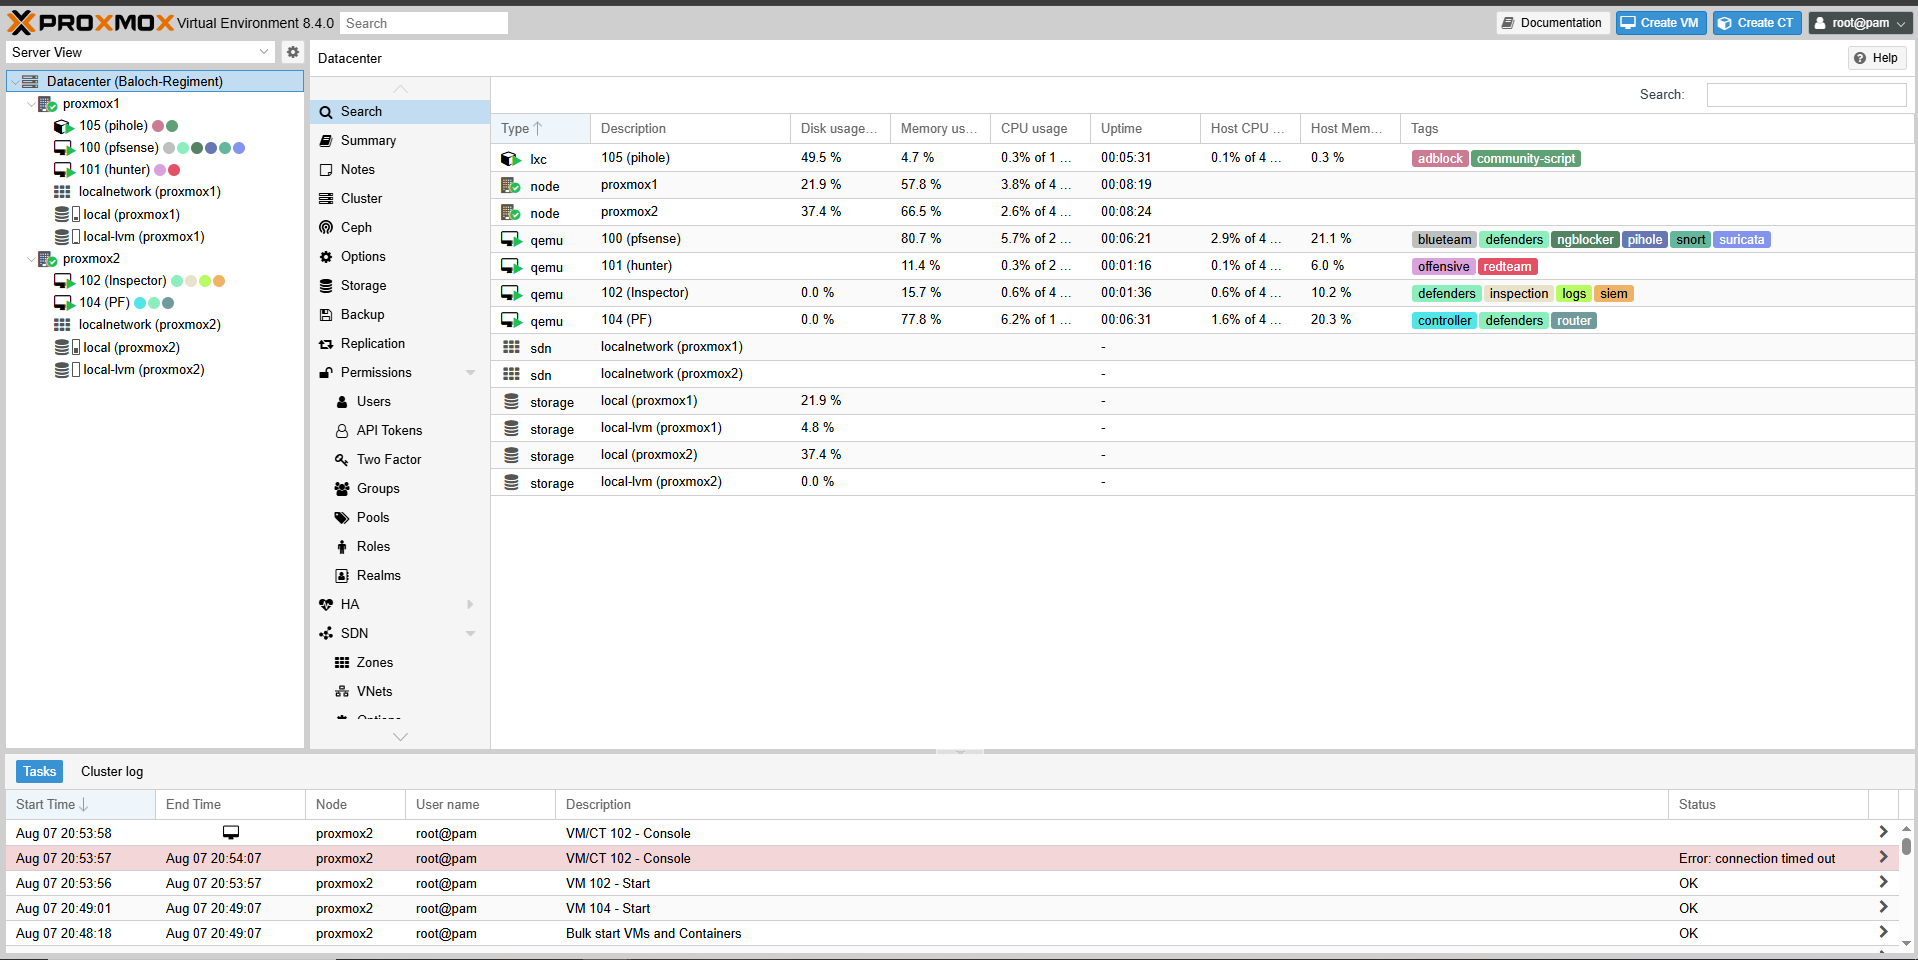 PROXMOX Virtual Environment 8.4.0 Search Documentation Create VM Create CT root@pam
Server View
Datacenter (Baloch-Regiment)
proxmox1
105 (pihole)
100 (pfsense)
101 (hunter)
localnetwork (proxmox1)
local (proxmox1)
local-lvm (proxmox1)
proxmox2
102 (Inspector)
104 (PF)
localnetwork (proxmox2)
local (proxmox2)
local-lvm (proxmox2)
Datacenter Help
Search
Summary
Notes
Cluster
Ceph
Options
Storage
Backup
Replication
Permissions
Users
API Tokens
Two Factor
Groups
Pools
Roles
Realms
HA
SDN
Zones
VNets
Options
Search:
Type Description Disk usage... Memory us... CPU usage Uptime Host CPU ... Host Mem... Tags
lxc 105 (pihole) 49.5 % 4.7 % 0.3% of 1 ... 00:05:31 0.1% of 4 ... 0.3 % adblock community-script
node proxmox1 21.9 % 57.8 % 3.8% of 4 ... 00:08:19
node proxmox2 37.4 % 66.5 % 2.6% of 4 ... 00:08:24
qemu 100 (pfsense) 80.7 % 5.7% of 2 ... 00:06:21 2.9% of 4 ... 21.1 % blueteam defenders ngblocker pihole snort suricata
qemu 101 (hunter) 11.4 % 0.3% of 2 ... 00:01:16 0.1% of 4 ... 6.0 % offensive redteam
qemu 102 (Inspector) 0.0 % 15.7 % 0.6% of 4 ... 00:01:36 0.6% of 4 ... 10.2 % defenders inspection logs siem
qemu 104 (PF) 0.0 % 77.8 % 6.2% of 1 ... 00:06:31 1.6% of 4 ... 20.3 % controller defenders router
sdn localnetwork (proxmox1) -
sdn localnetwork (proxmox2) -
storage local (proxmox1) 21.9 % -
storage local-lvm (proxmox1) 4.8 % -
storage local (proxmox2) 37.4 % -
storage local-lvm (proxmox2) 0.0 % -
Tasks Cluster log
Start Time End Time Node User name Description Status
Aug 07 20:53:58 proxmox2 root@pam VM/CT 102 - Console
Aug 07 20:53:57 Aug 07 20:54:07 proxmox2 root@pam VM/CT 102 - Console Error: connection timed out
Aug 07 20:53:56 Aug 07 20:53:57 proxmox2 root@pam VM 102 - Start OK
Aug 07 20:49:01 Aug 07 20:49:07 proxmox2 root@pam VM 104 - Start OK
Aug 07 20:48:18 Aug 07 20:49:07 proxmox2 root@pam Bulk start VMs and Containers OK